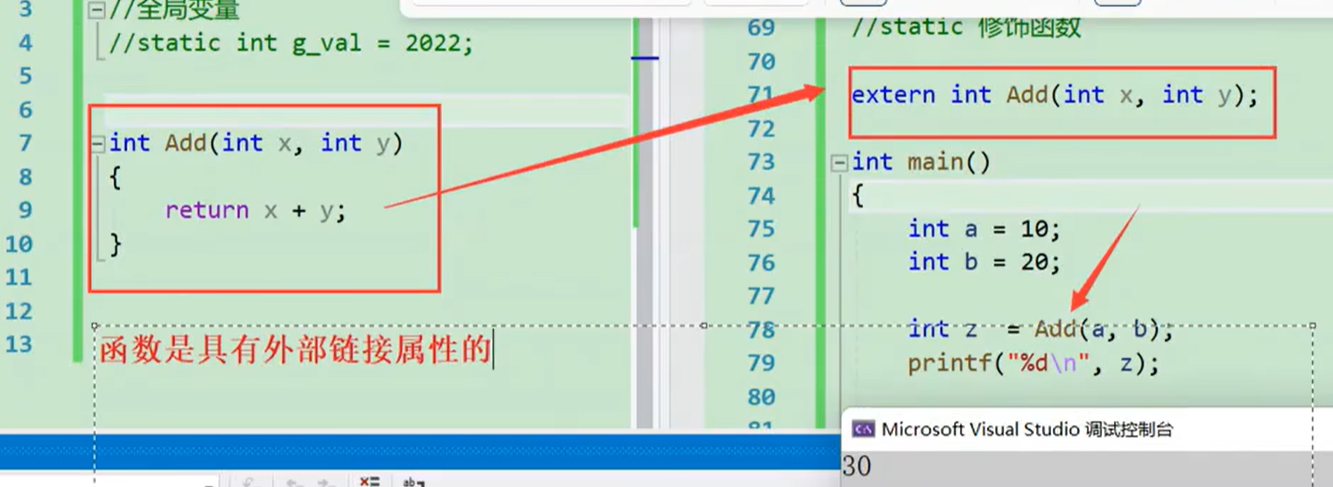 3 //全局变量
4 //static int g_val = 2022;
5
6
7 int Add(int x, int y)
8 {
9 return x + y;
10 }
11
12
13
函数是具有外部链接属性的
69 //static 修饰函数
70
71 extern int Add(int x, int y);
72
73 int main()
74 {
75 int a = 10;
76 int b = 20;
77
78 int z = Add(a, b);
79 printf("%d\n", z);
80
81
Microsoft Visual Studio 调试控制台
30